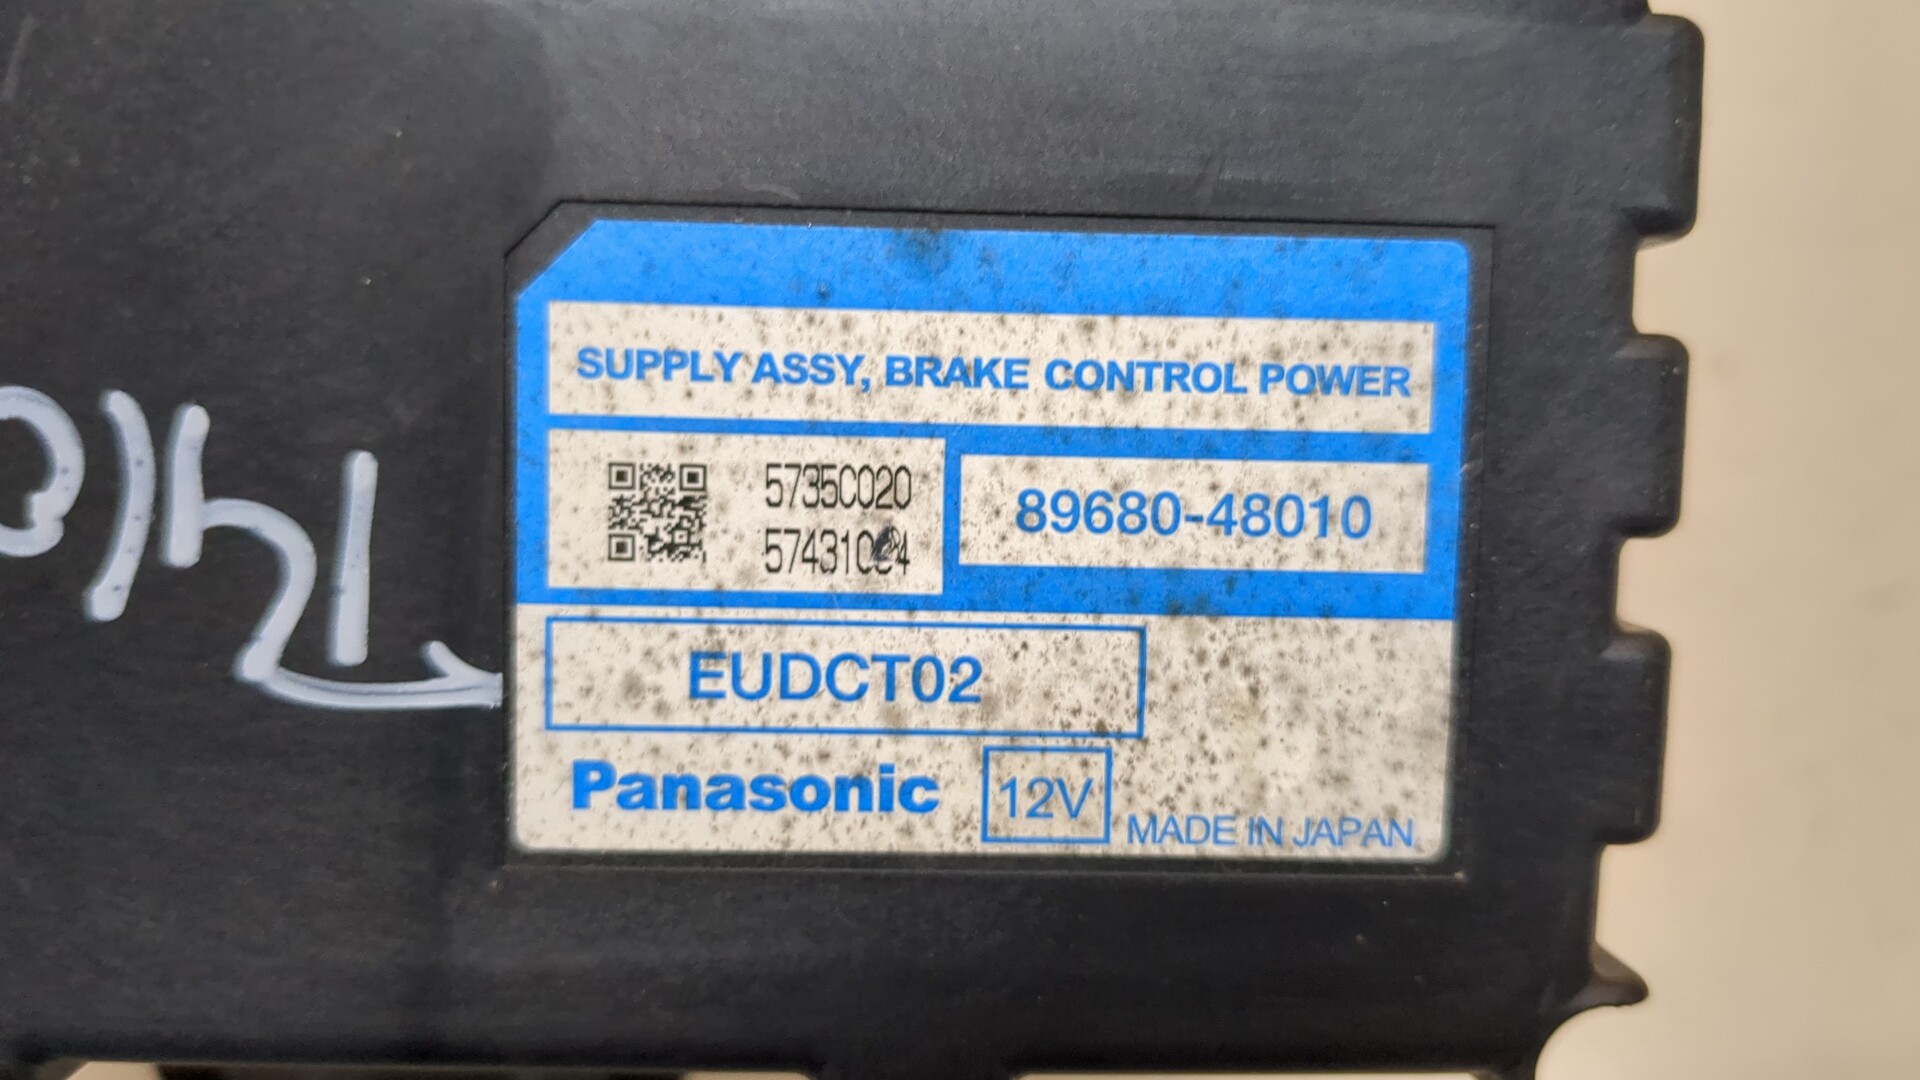 SUPPLY ASSY, BRAKE CONTROL POWER
5735C020
89680-48010
EUDCT02
Panasonic
12V
MADE IN JAPAN